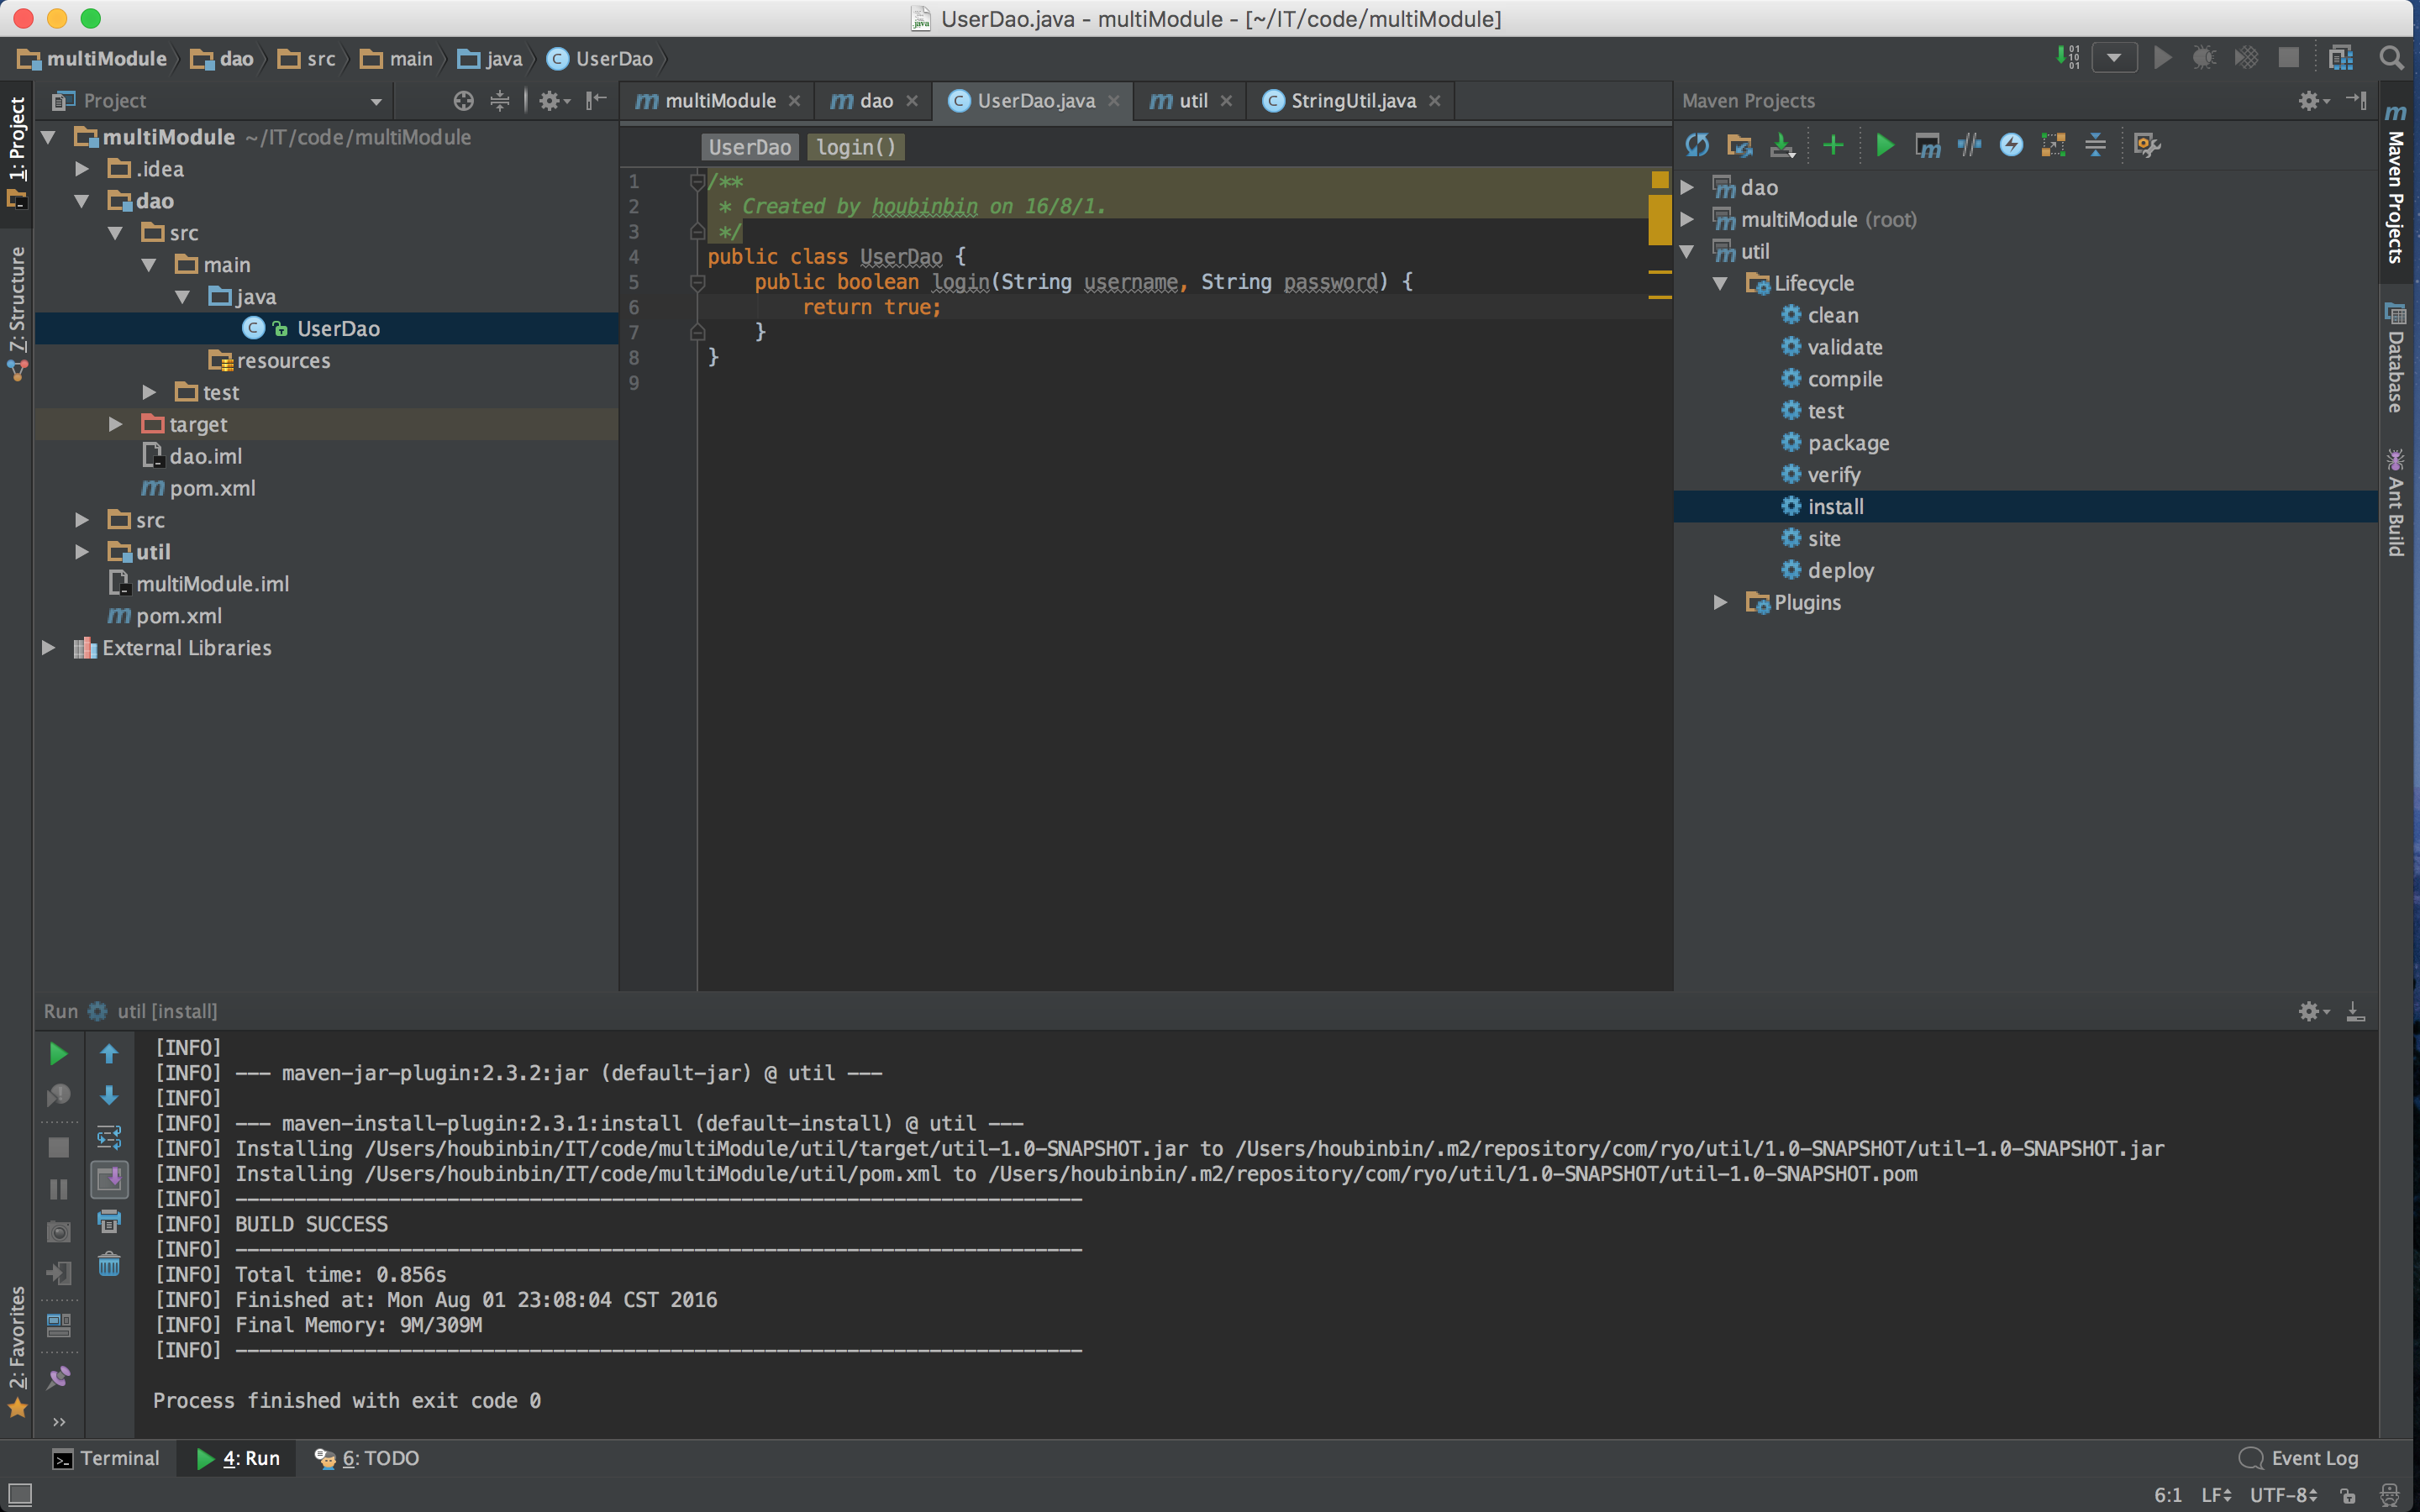 UserDao.java - multiModule - [~/IT/code/multiModule]
multiModule dao src main java UserDao
Project
multiModule dao UserDao.java util StringUtil.java
Maven Projects
1: Project
7: Structure
2: Favorites
multiModule ~/IT/code/multiModule
.idea
dao
src
main
java
UserDao
resources
test
target
dao.iml
pom.xml
src
util
multiModule.iml
pom.xml
External Libraries
UserDao login()
1 /**
2 * Created by houbinbin on 16/8/1.
3 */
4 public class UserDao {
5 public boolean login(String username, String password) {
6 return true;
7 }
8 }
9
dao
multiModule (root)
util
Lifecycle
clean
validate
compile
test
package
verify
install
site
deploy
Plugins
Maven Projects
Database
Ant Build
Run util [install]
[INFO]
[INFO] --- maven-jar-plugin:2.3.2:jar (default-jar) @ util ---
[INFO]
[INFO] --- maven-install-plugin:2.3.1:install (default-install) @ util ---
[INFO] Installing /Users/houbinbin/IT/code/multiModule/util/target/util-1.0-SNAPSHOT.jar to /Users/houbinbin/.m2/repository/com/ryo/util/1.0-SNAPSHOT/util-1.0-SNAPSHOT.jar
[INFO] Installing /Users/houbinbin/IT/code/multiModule/util/pom.xml to /Users/houbinbin/.m2/repository/com/ryo/util/1.0-SNAPSHOT/util-1.0-SNAPSHOT.pom
[INFO] ------------------------------------------------------------------------
[INFO] BUILD SUCCESS
[INFO] ------------------------------------------------------------------------
[INFO] Total time: 0.856s
[INFO] Finished at: Mon Aug 01 23:08:04 CST 2016
[INFO] Final Memory: 9M/309M
[INFO] ------------------------------------------------------------------------
Process finished with exit code 0
Terminal 4: Run 6: TODO Event Log
6:1 LF UTF-8